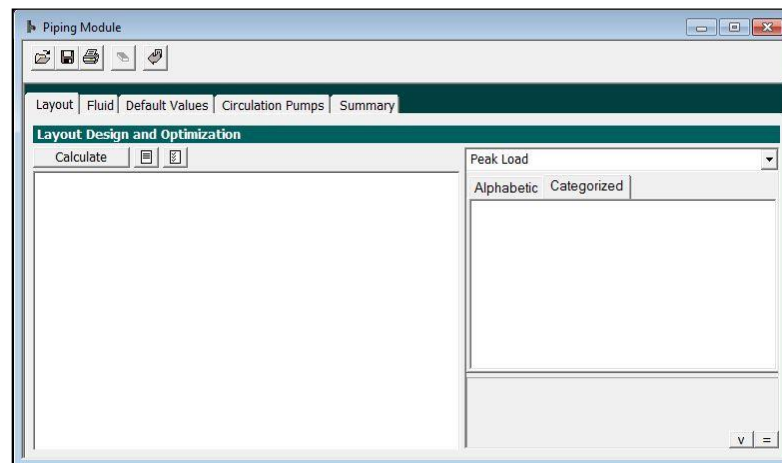 Piping Module
Layout Fluid Default Values Circulation Pumps Summary
Layout Design and Optimization
Calculate
Peak Load
Alphabetic Categorized
v =